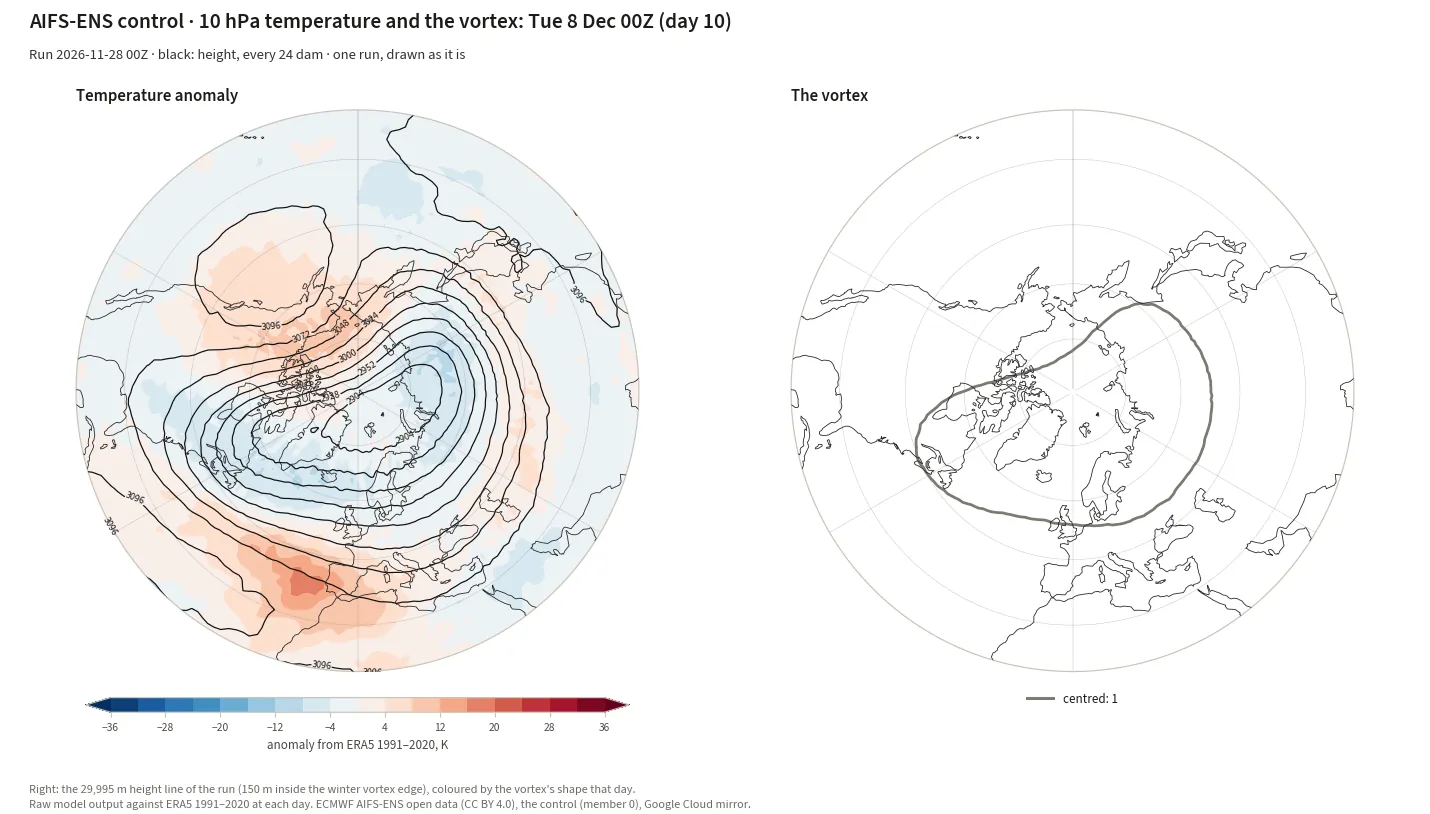 AIFS-ENS control · 10 hPa temperature and the vortex: Tue 8 Dec 00Z (day 10)
Run 2026-11-28 00Z · black: height, every 24 dam · one run, drawn as it is
Temperature anomaly
The vortex
3096
3096
3072
3048
3024
3000
2952
2928
2904
2904
3096
3096
3096
−36 −28 −20 −12 −4 4 12 20 28 36
anomaly from ERA5 1991–2020, K
centred: 1
Right: the 29,995 m height line of the run (150 m inside the winter vortex edge), coloured by the vortex's shape that day.
Raw model output against ERA5 1991–2020 at each day. ECMWF AIFS-ENS open data (CC BY 4.0), the control (member 0), Google Cloud mirror.